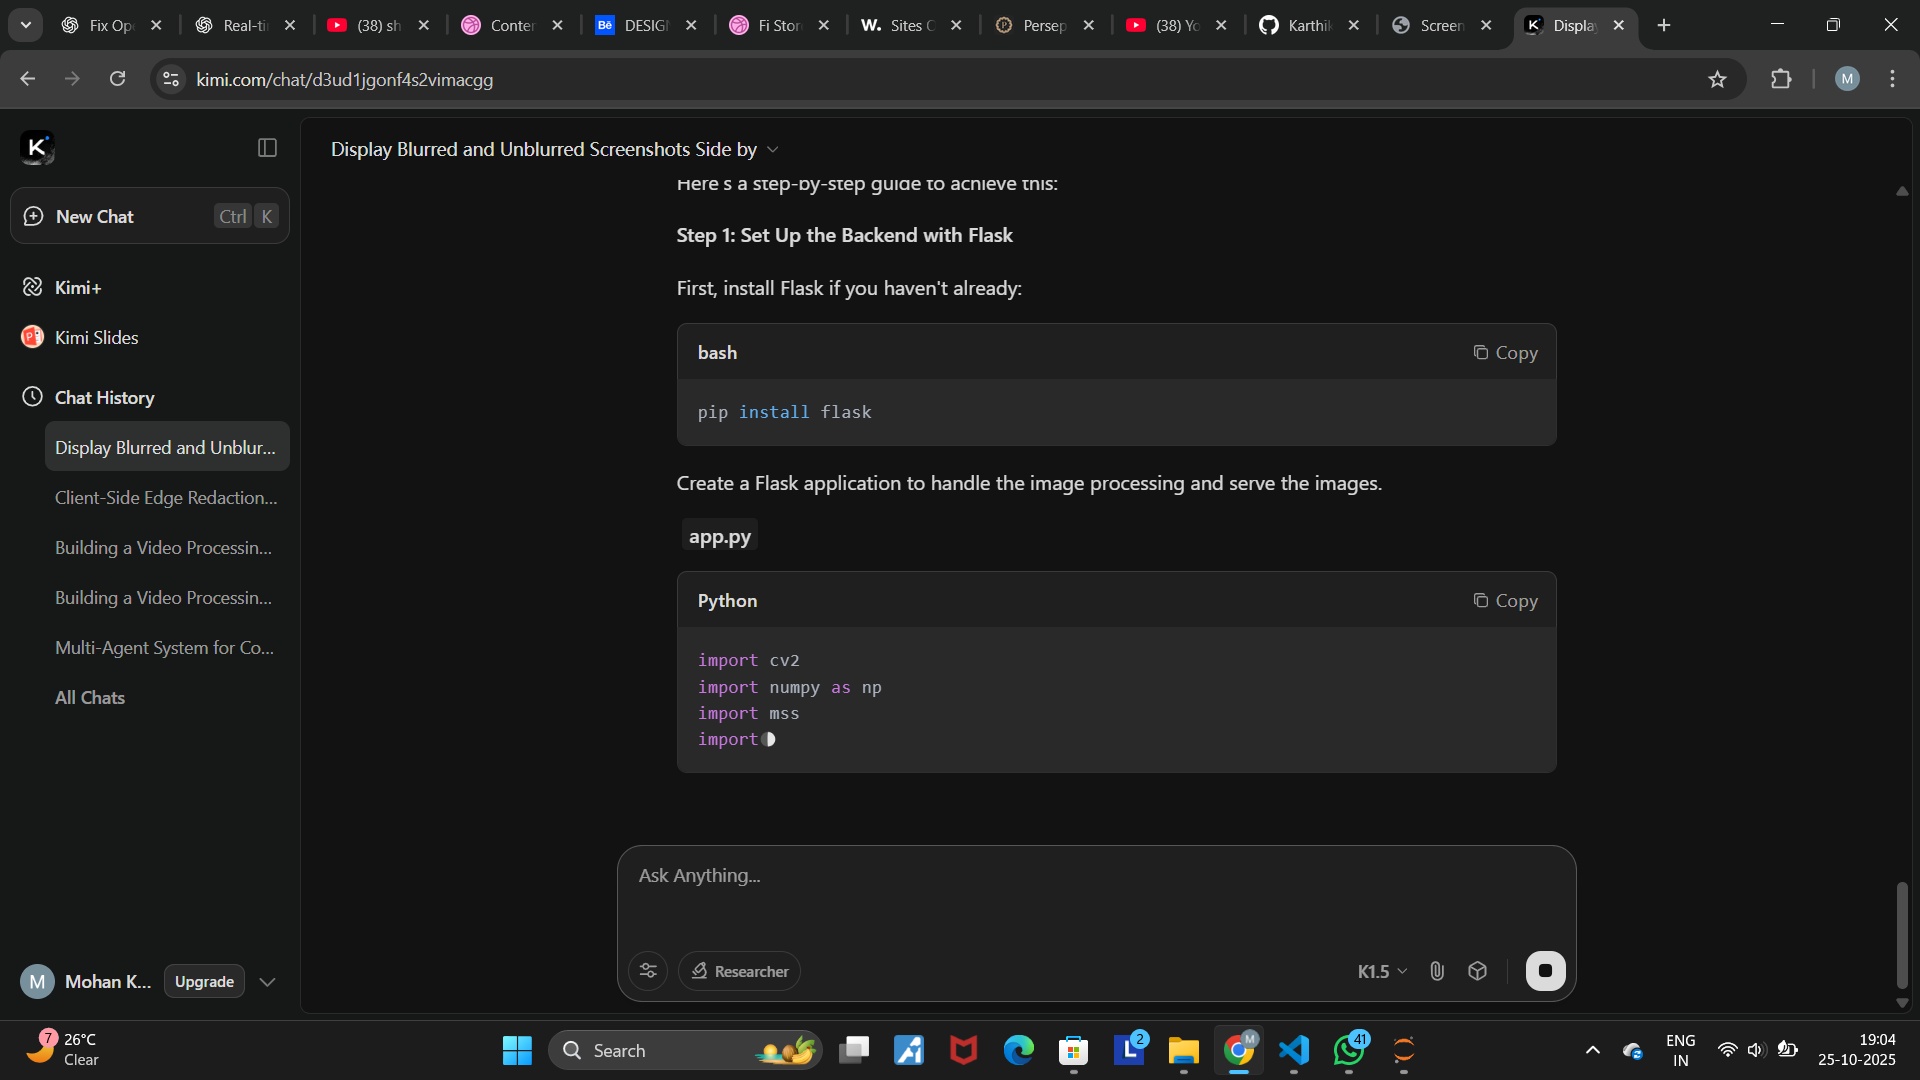 Fix Op
Real-ti
(38) sh
Conter
Bē DESIG
Fi Stor
W. Sites
Persep
(38) Yo
Karthik
Screen
Displa
kimi.com/chat/d3ud1jgonf4s2vimacgg
M
K
Display Blurred and Unblurred Screenshots Side by
New Chat Ctrl K
Kimi+
Kimi Slides
Chat History
Display Blurred and Unblur...
Client-Side Edge Redaction...
Building a Video Processin...
Building a Video Processin...
Multi-Agent System for Co...
All Chats
M Mohan K... Upgrade
Here's a step-by-step guide to achieve this:
Step 1: Set Up the Backend with Flask
First, install Flask if you haven't already:
bash Copy
pip install flask
Create a Flask application to handle the image processing and serve the images.
app.py
Python Copy
import cv2
import numpy as np
import mss
import
Ask Anything...
Researcher K1.5
7 26°C
Clear
Search
L 2
M
41
ENG
IN
19:04
25-10-2025